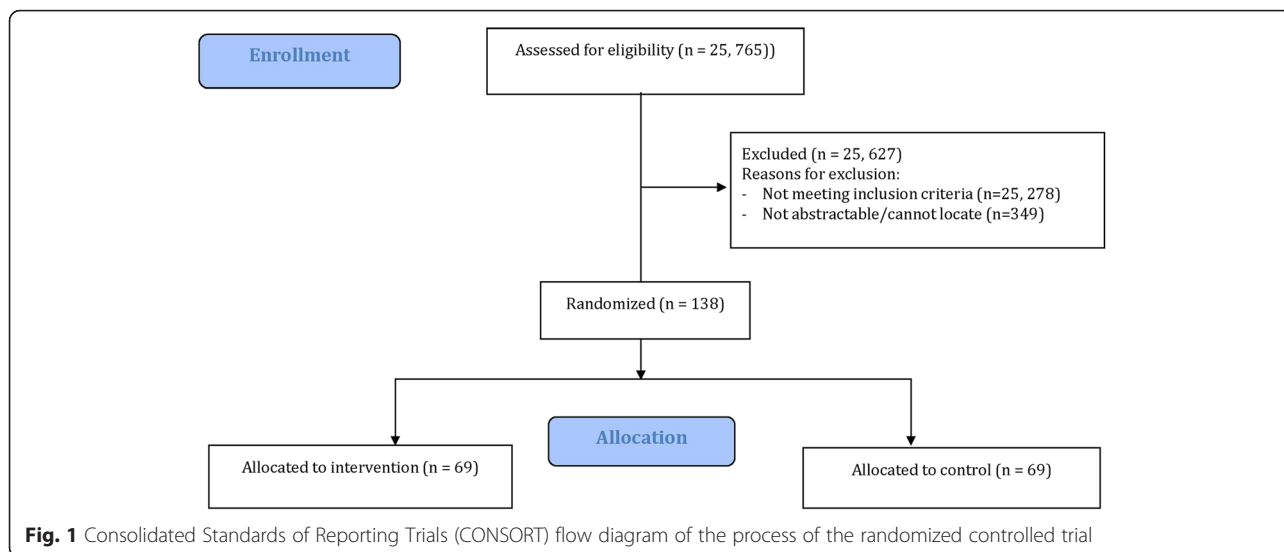 Enrollment
Assessed for eligibility (n = 25, 765))
Excluded (n = 25, 627)
Reasons for exclusion:
- Not meeting inclusion criteria (n=25, 278)
- Not abstractable/cannot locate (n=349)
Randomized (n = 138)
Allocation
Allocated to intervention (n = 69)
Allocated to control (n = 69)
Fig. 1 Consolidated Standards of Reporting Trials (CONSORT) flow diagram of the process of the randomized controlled trial